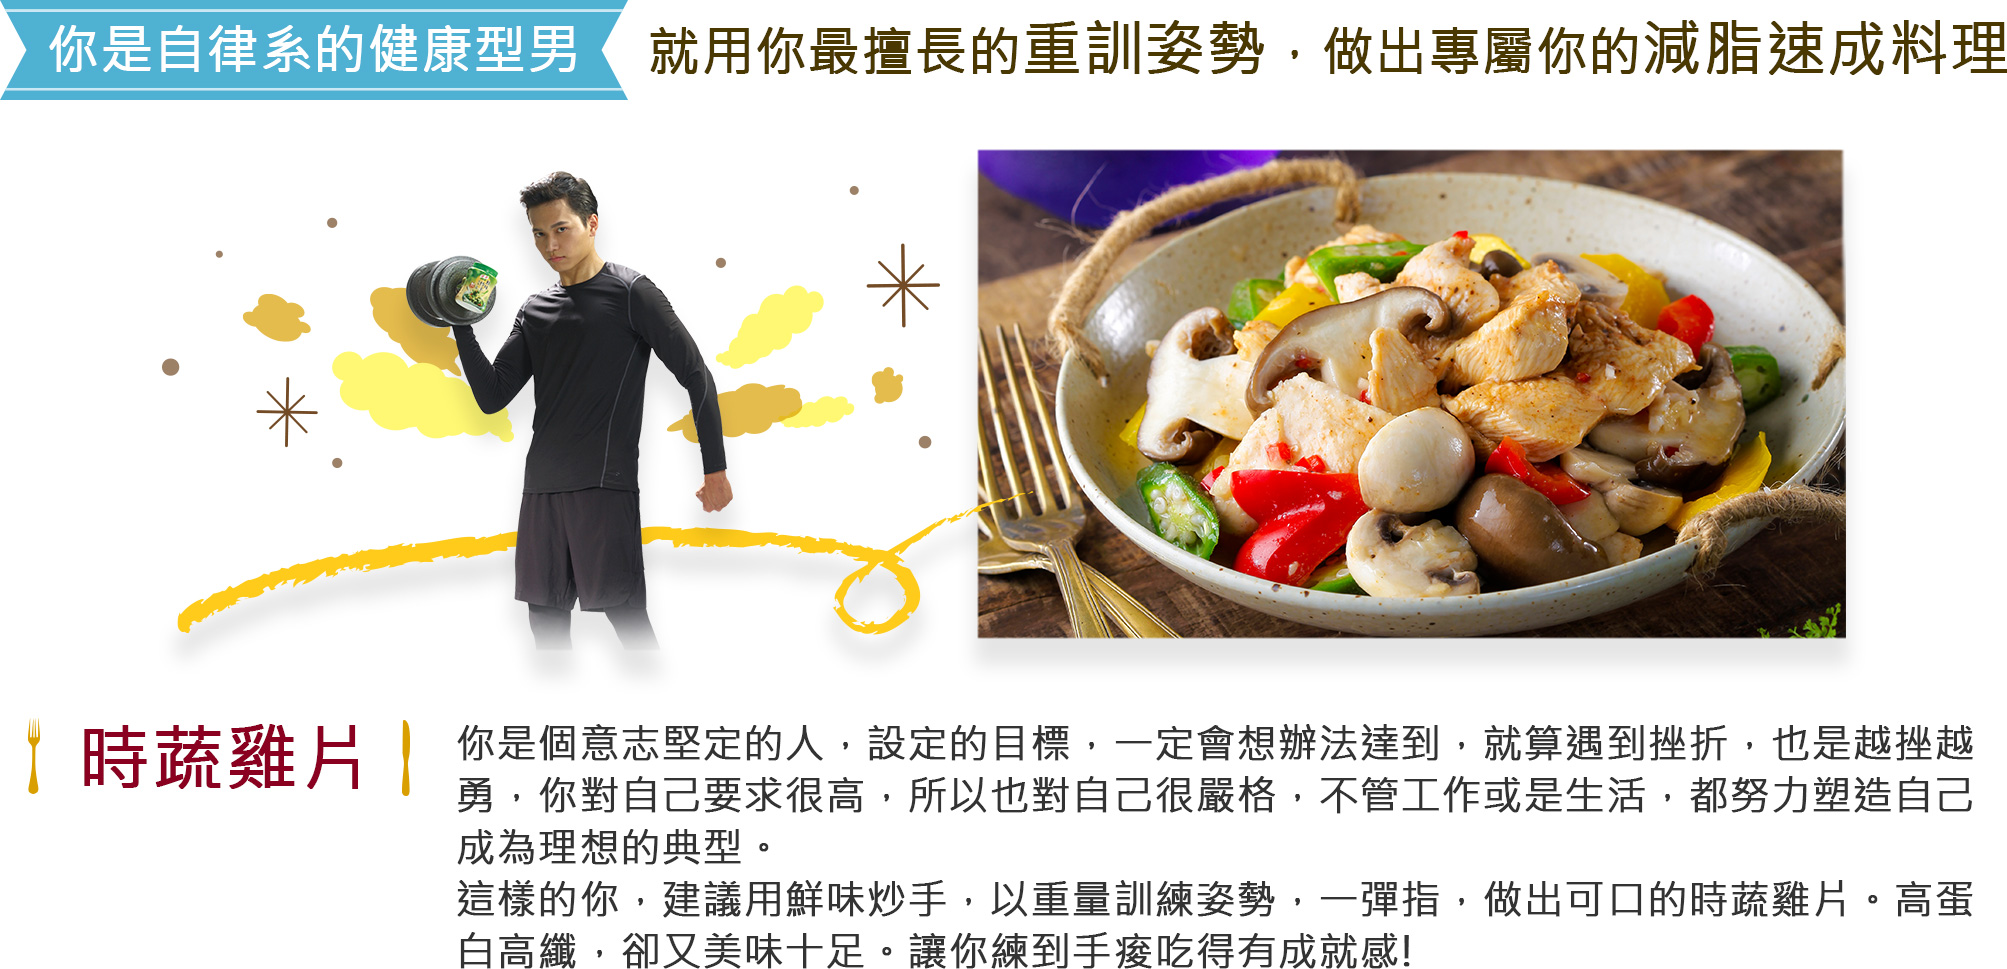 你是自律系的健康型男
就用你最擅長的重訓姿勢，做出專屬你的減脂速成料理
時蔬雞片
你是個意志堅定的人，設定的目標，一定會想辦法達到，就算遇到挫折，也是越挫越
勇，你對自己要求很高，所以也對自己很嚴格，不管工作或是生活，都努力塑造自己
成為理想的典型。
這樣的你，建議用鮮味炒手，以重量訓練姿勢，一彈指，做出可口的時蔬雞片。高蛋
白高纖，卻又美味十足。讓你練到手痠吃得有成就感!